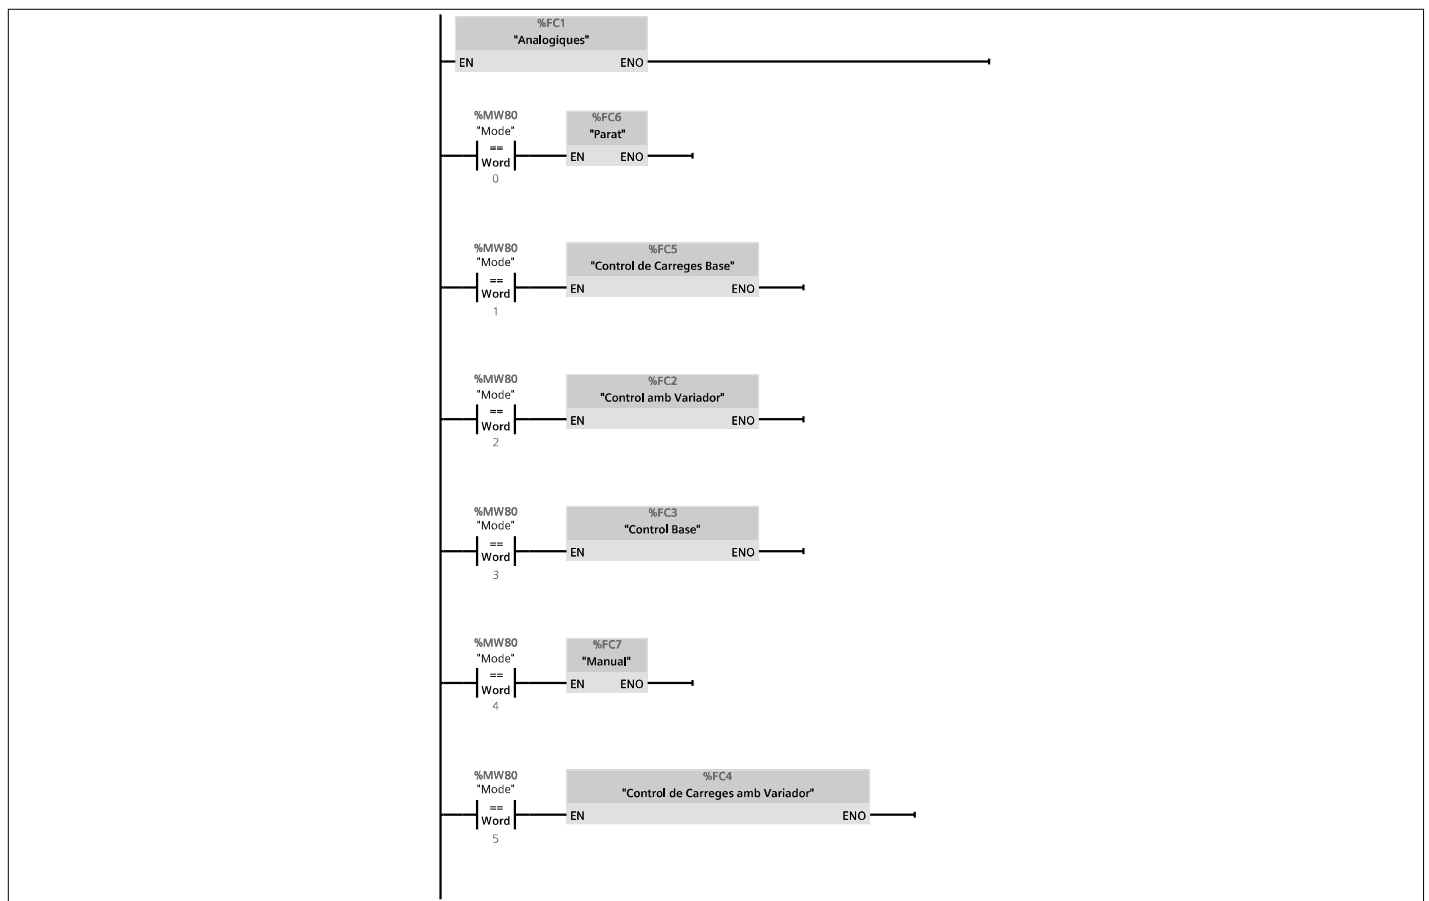 %FC1
"Analogiques"
EN ENO
%MW80
"Mode"
==
Word
0
%FC6
"Parat"
EN ENO
%MW80
"Mode"
==
Word
1
%FC5
"Control de Carreges Base"
EN ENO
%MW80
"Mode"
==
Word
2
%FC2
"Control amb Variador"
EN ENO
%MW80
"Mode"
==
Word
3
%FC3
"Control Base"
EN ENO
%MW80
"Mode"
==
Word
4
%FC7
"Manual"
EN ENO
%MW80
"Mode"
==
Word
5
%FC4
"Control de Carreges amb Variador"
EN ENO